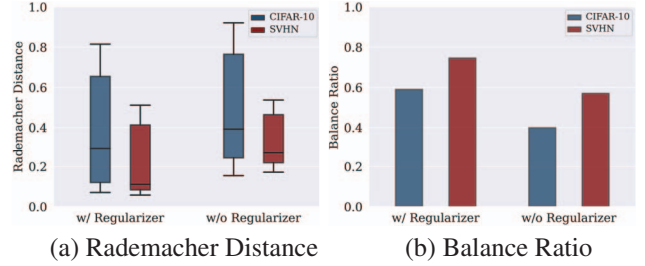 1.0
0.8
0.6
0.4
0.2
0.0
Rademacher Distance
CIFAR-10
SVHN
w/ Regularizer
w/o Regularizer
(a) Rademacher Distance
1.0
0.8
0.6
0.4
0.2
0.0
Balance Ratio
CIFAR-10
SVHN
w/ Regularizer
w/o Regularizer
(b) Balance Ratio